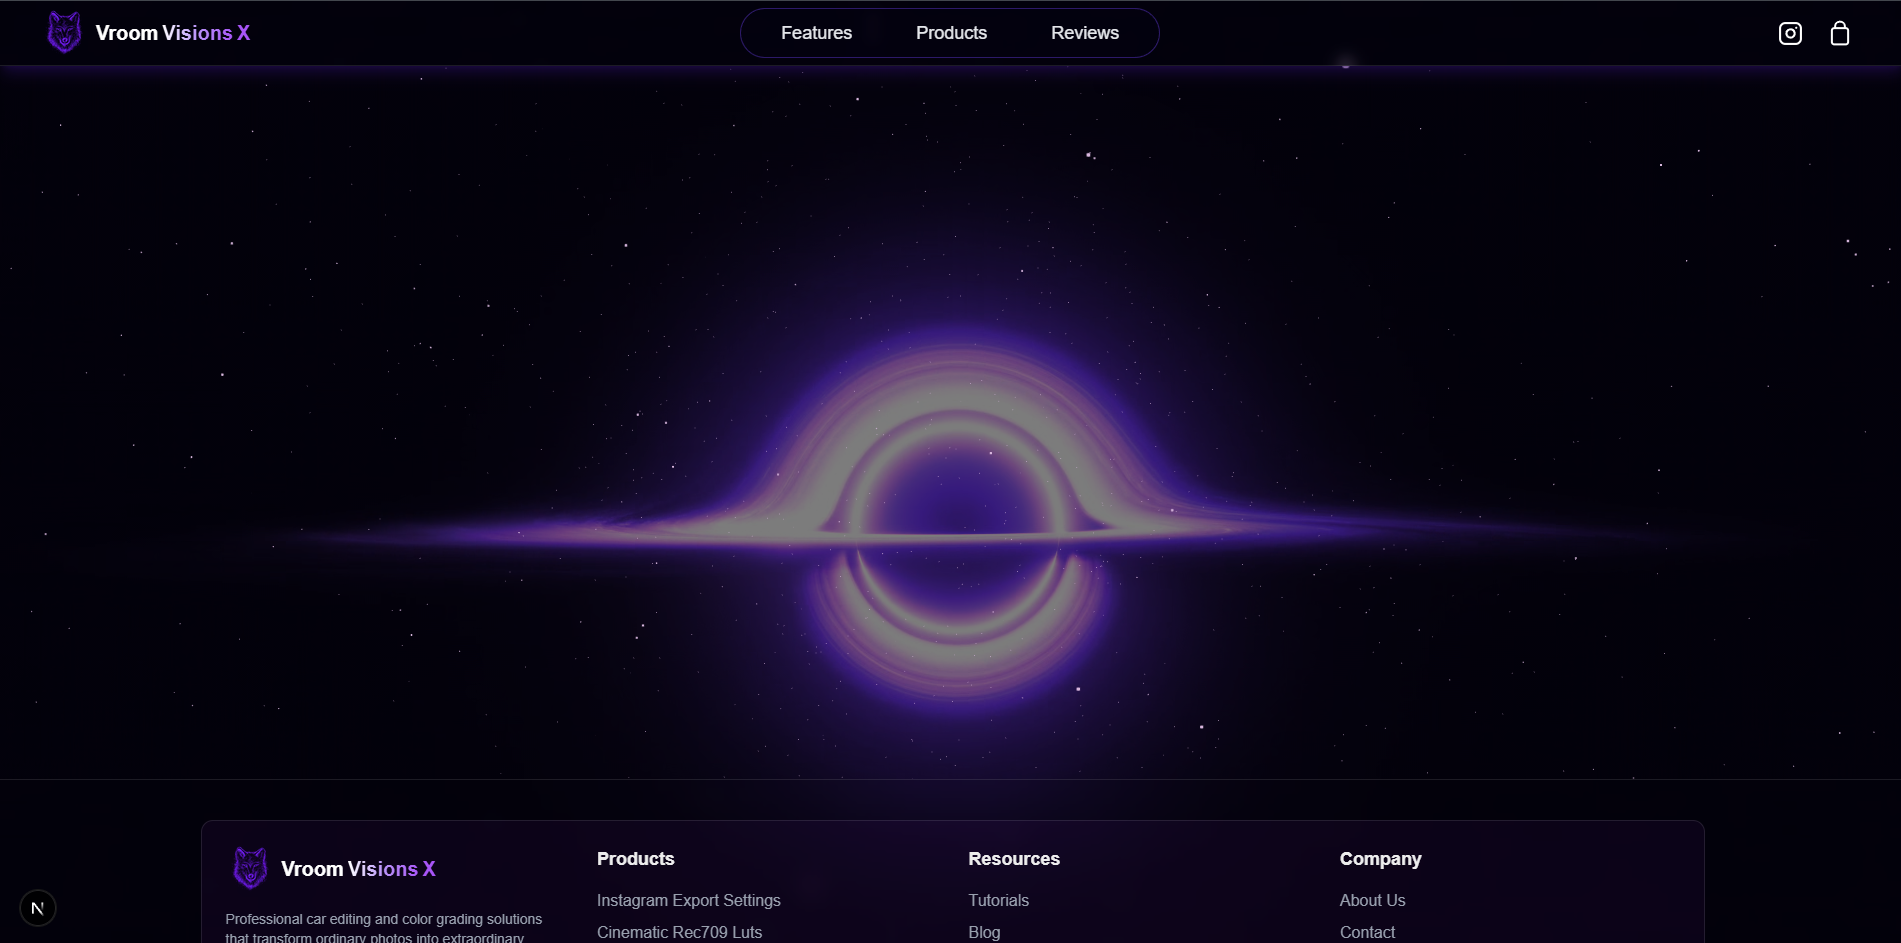 Vroom Visions X
Features
Products
Reviews
Vroom Visions X
Professional car editing and color grading solutions
that transform ordinary photos into extraordinary
Products
Instagram Export Settings
Cinematic Rec709 Luts
Resources
Tutorials
Blog
Company
About Us
Contact
N